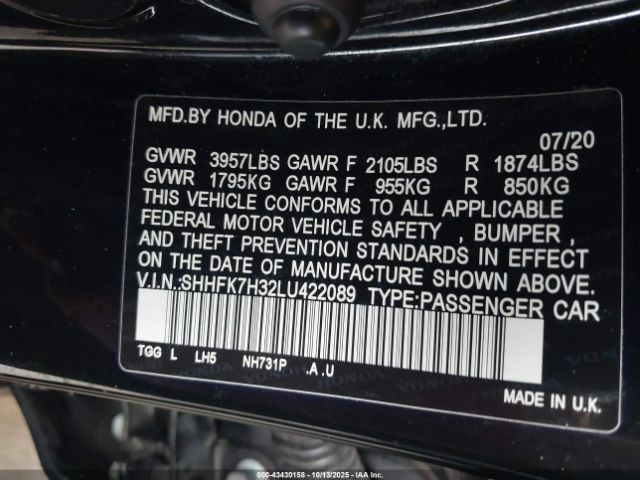 MFD.BY HONDA OF THE U.K. MFG.,LTD.
07/20
GVWR 3957LBS GAWR F 2105LBS R 1874LBS
GVWR 1795KG GAWR F 955KG R 850KG
THIS VEHICLE CONFORMS TO ALL APPLICABLE
FEDERAL MOTOR VEHICLE SAFETY , BUMPER ,
AND THEFT PREVENTION STANDARDS IN EFFECT
ON THE DATE OF MANUFACTURE SHOWN ABOVE.
V.I.N.:SHHFK7H32LU422089 TYPE:PASSENGER CAR
TGG L LH5 NH731P .A.U
MADE IN U.K.
000-43430158 - 10/13/2025 - Copyright © IAA, Inc.